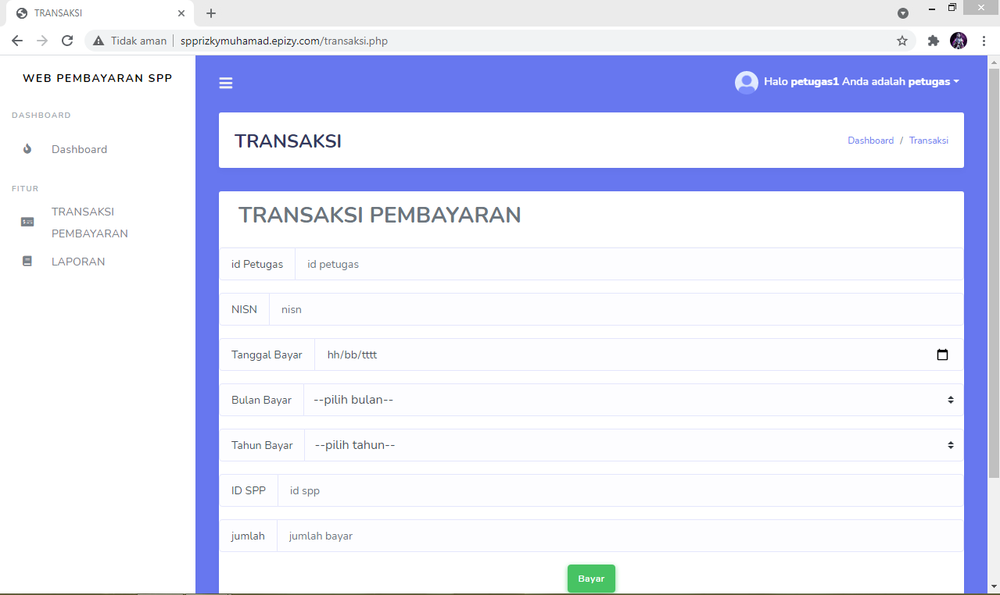 TRANSAKSI
Tidak aman spprizkymuhamad.epizy.com/transaksi.php
WEB PEMBAYARAN SPP
Halo petugas1 Anda adalah petugas
DASHBOARD
Dashboard
TRANSAKSI
Dashboard / Transaksi
FITUR
TRANSAKSI
PEMBAYARAN
LAPORAN
TRANSAKSI PEMBAYARAN
id Petugas id petugas
NISN nisn
Tanggal Bayar hh/bb/tttt
Bulan Bayar --pilih bulan--
Tahun Bayar --pilih tahun--
ID SPP id spp
jumlah jumlah bayar
Bayar